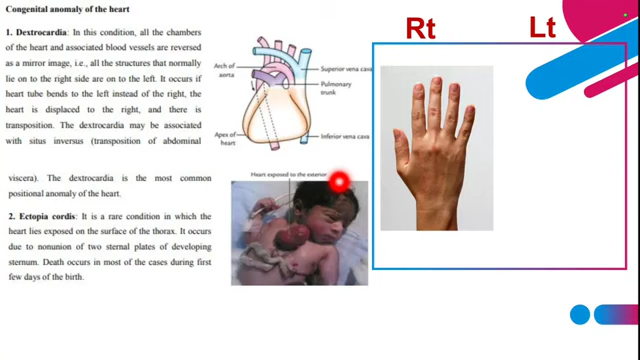 Congenital anomaly of the heart
1. Dextrocardia: In this condition, all the chambers
of the heart and associated blood vessels are reversed
as a mirror image, i.e., all the structures that normally
lie on to the right side are on to the left. It occurs if
heart tube bends to the left instead of the right, the
heart is displaced to the right, and there is
transposition. The dextrocardia may be associated
with situs inversus (transposition of abdominal
viscera). The dextrocardia is the most common
positional anomaly of the heart.
2. Ectopia cordis: It is a rare condition in which the
heart lies exposed on the surface of the thorax. It occurs
due to nonunion of two sternal plates of developing
sternum. Death occurs in most of the cases during first
few days of the birth.
Arch of
aorta
Apex of
heart
Superior vena cava
Pulmonary
trunk
Inferior vena cava
Heart exposed to the exterior
Rt
Lt